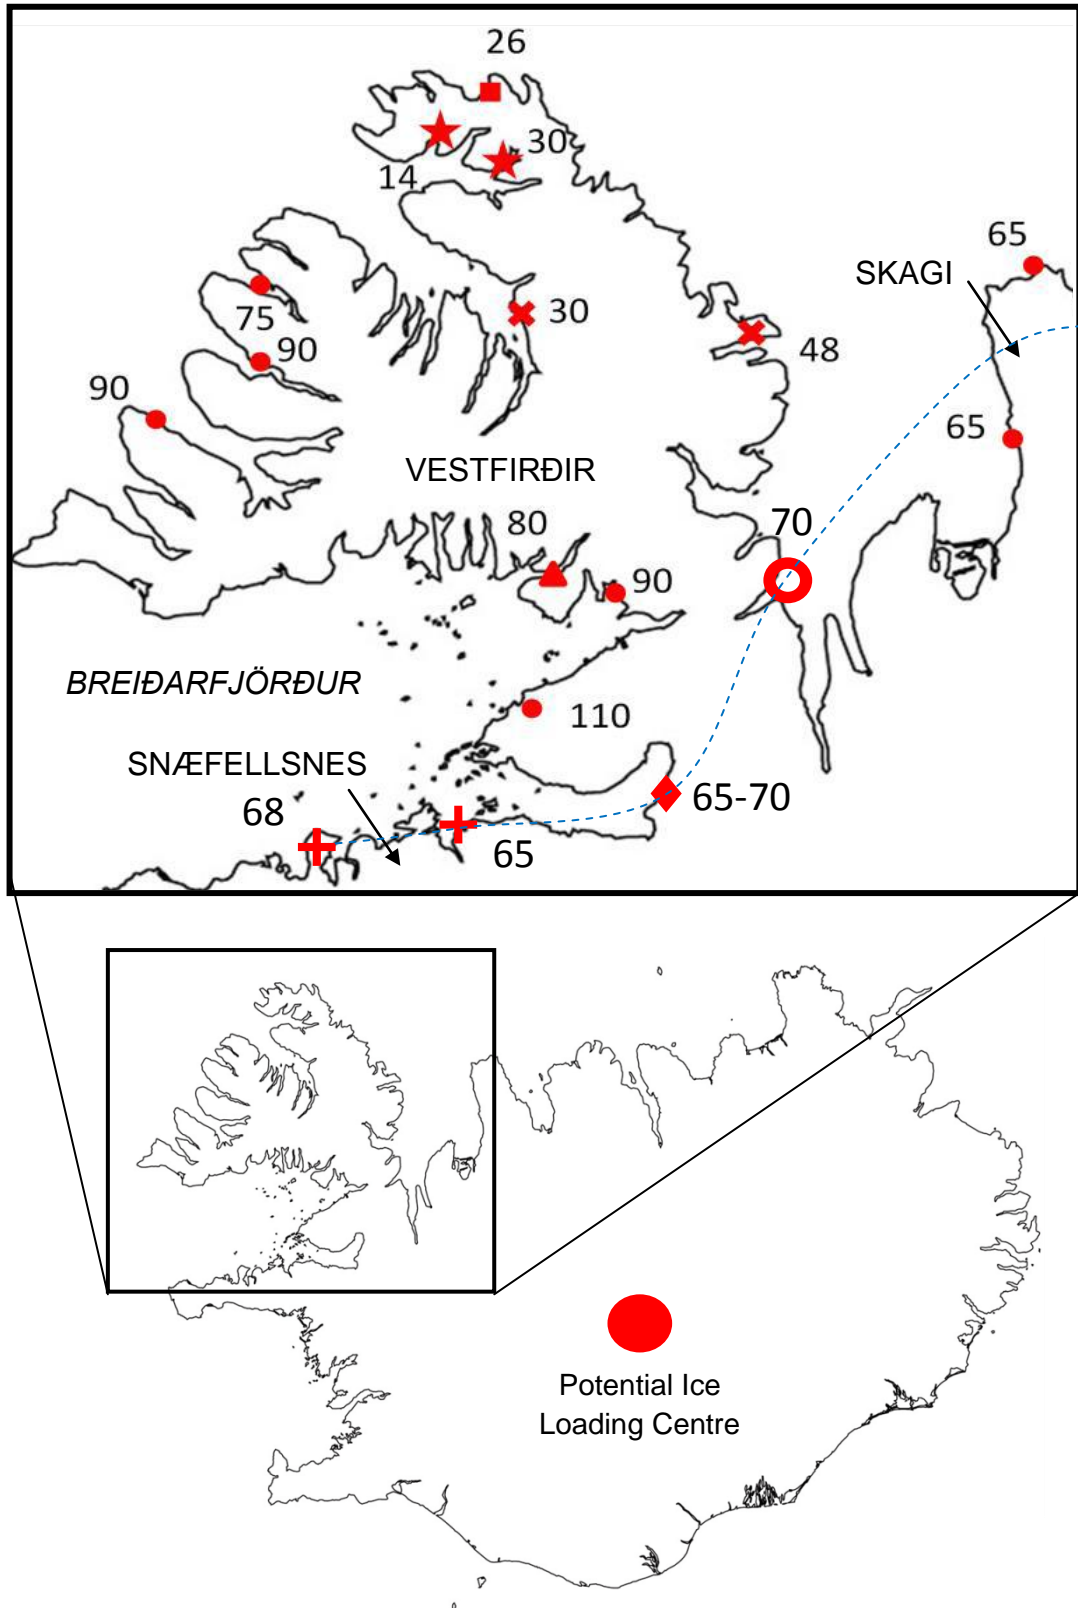 26
30
14
65
SKAGI
75
30
48
90
90
65
VESTFIRÐIR
80
70
90
BREIÐARFJÖRÐUR
110
SNÆFELLSNES
68
65-70
65
Potential Ice
Loading Centre